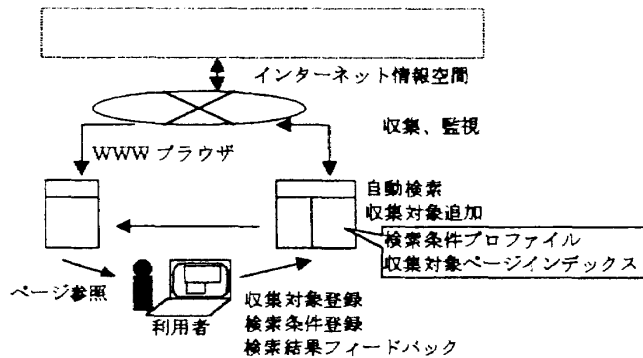 インターネット情報空間
収集、監視
WWW ブラウザ
自動検索
収集対象追加
検索条件プロファイル
収集対象ページインデックス
ページ参照
利用者
収集対象登録
検索条件登録
検索結果フィードバック